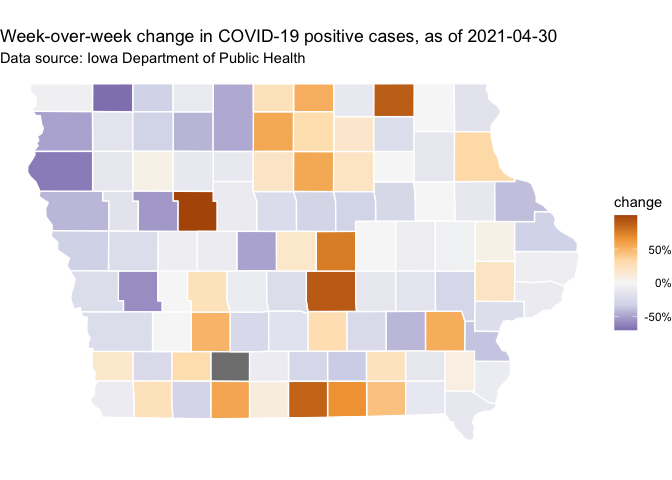 Week-over-week change in COVID-19 positive cases, as of 2021-04-30
Data source: Iowa Department of Public Health
change
50%
0%
-50%